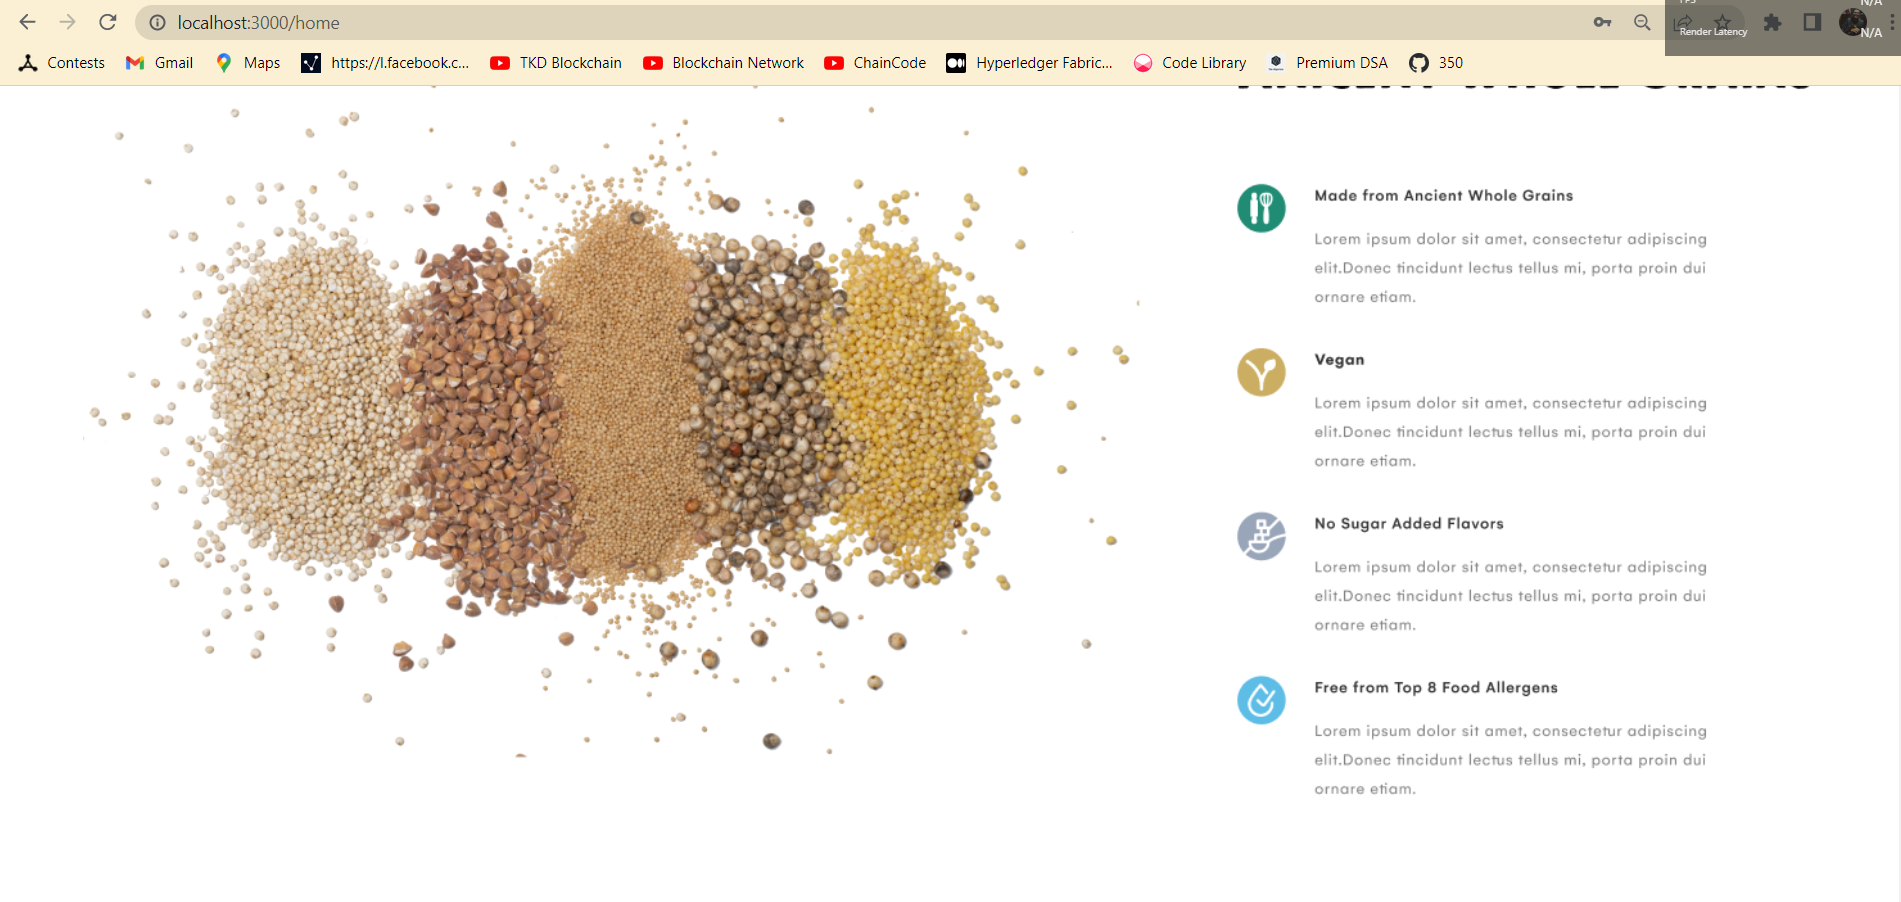 localhost:3000/home
N/A
Render Latency
N/A
Contests
Gmail
Maps
https://l.facebook.c...
TKD Blockchain
Blockchain Network
ChainCode
Hyperledger Fabric...
Code Library
Premium DSA
350
ANCIENT WHOLE GRAINS
Made from Ancient Whole Grains
Lorem ipsum dolor sit amet, consectetur adipiscing
elit.Donec tincidunt lectus tellus mi, porta proin dui
ornare etiam.
Vegan
Lorem ipsum dolor sit amet, consectetur adipiscing
elit.Donec tincidunt lectus tellus mi, porta proin dui
ornare etiam.
No Sugar Added Flavors
Lorem ipsum dolor sit amet, consectetur adipiscing
elit.Donec tincidunt lectus tellus mi, porta proin dui
ornare etiam.
Free from Top 8 Food Allergens
Lorem ipsum dolor sit amet, consectetur adipiscing
elit.Donec tincidunt lectus tellus mi, porta proin dui
ornare etiam.